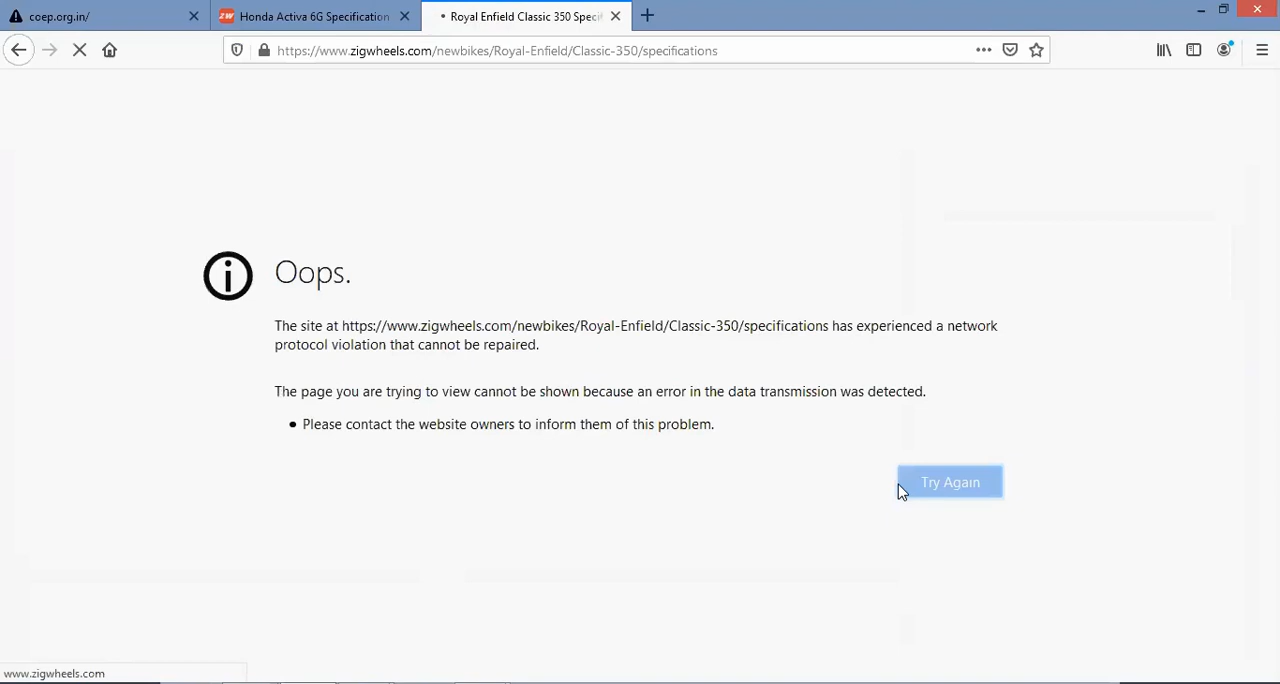 coep.org.in/
ZW Honda Activa 6G Specification
Royal Enfield Classic 350 Speci
https://www.zigwheels.com/newbikes/Royal-Enfield/Classic-350/specifications
Oops.
The site at https://www.zigwheels.com/newbikes/Royal-Enfield/Classic-350/specifications has experienced a network
protocol violation that cannot be repaired.
The page you are trying to view cannot be shown because an error in the data transmission was detected.
• Please contact the website owners to inform them of this problem.
Try Again
www.zigwheels.com